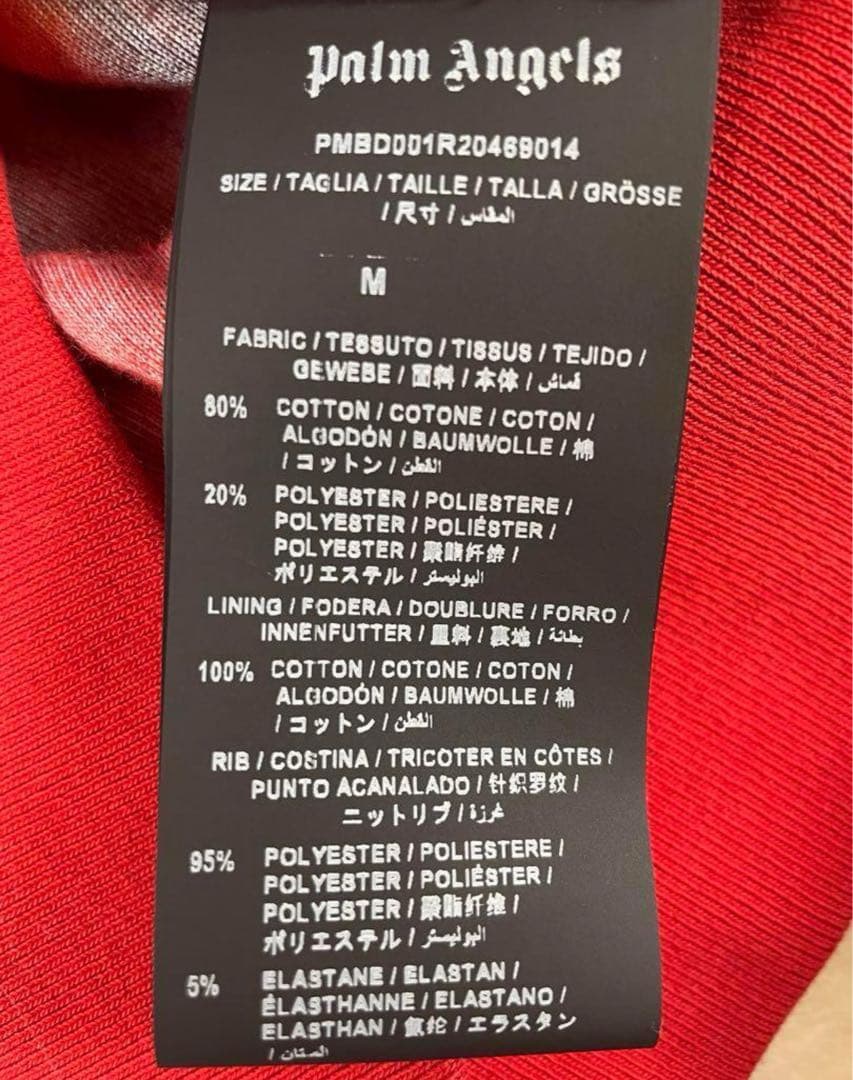 Palm Angels
PMBD001R20469014
SIZE / TAGLIA / TAILLE / TALLA / GRÖSSE
/ 尺寸 / المقاس
M
FABRIC / TESSUTO / TISSUS / TEJIDO /
GEWEBE / 面料 / 本体 / قماش
80% COTTON / COTONE / COTON /
ALGODÓN / BAUMWOLLE / 棉
/ コットン / القطن
20% POLYESTER / POLIESTERE /
POLYESTER / POLIÉSTER /
POLYESTER / 聚酯纤维 /
ポリエステル / البوليستر
LINING / FODERA / DOUBLURE / FORRO /
INNENFUTTER / 里料 / 裏地 / بطانة
100% COTTON / COTONE / COTON /
ALGODÓN / BAUMWOLLE / 棉
/ コットン / القطن
RIB / COSTINA / TRICOTER EN CÔTES /
PUNTO ACANALADO / 针织罗纹 /
ニットリブ / غرزة
95% POLYESTER / POLIESTERE /
POLYESTER / POLIÉSTER /
POLYESTER / 聚酯纤维 /
ポリエステル / البوليستر
5% ELASTANE / ELASTAN /
ÉLASTHANNE / ELASTANO /
ELASTHAN / 氨纶 / エラスタン
/ الستان